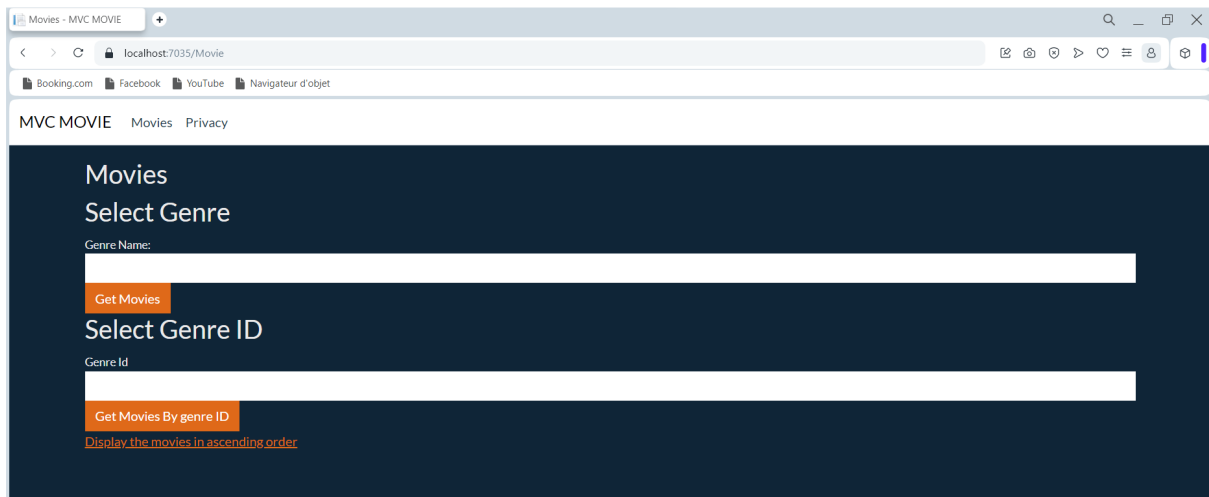 Movies - MVC MOVIE
localhost:7035/Movie
Booking.com Facebook YouTube Navigateur d'objet
MVC MOVIE Movies Privacy
Movies
Select Genre
Genre Name:
Get Movies
Select Genre ID
Genre Id
Get Movies By genre ID
Display the movies in ascending order